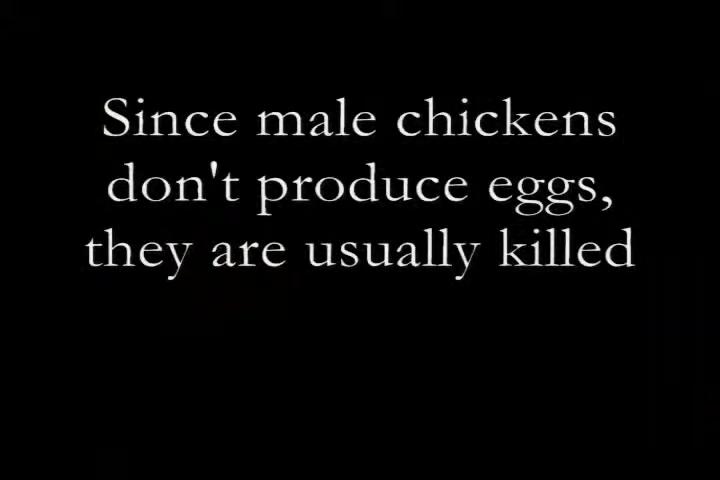 Since male chickens
don't produce eggs,
they are usually killed